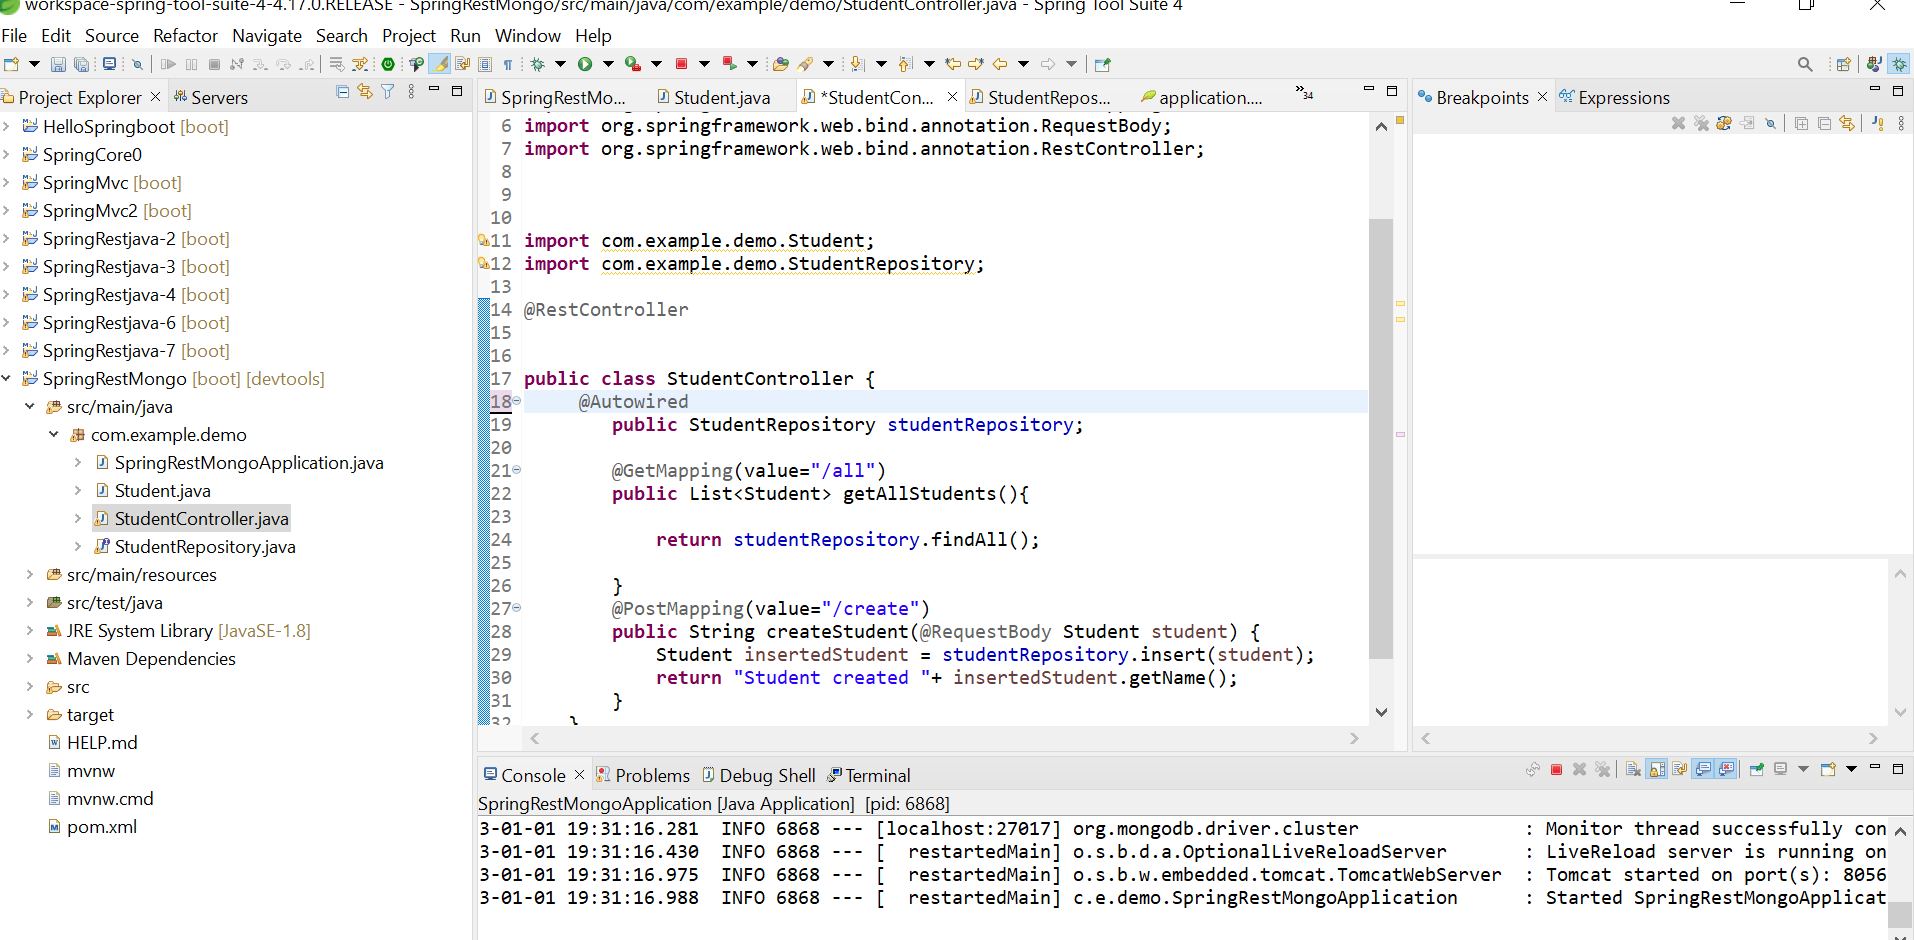 workspace-spring-tool-suite-4-4.17.0.RELEASE - SpringRestMongo/src/main/java/com/example/demo/StudentController.java - Spring Tool Suite 4
File Edit Source Refactor Navigate Search Project Run Window Help
Project Explorer
Servers
HelloSpringboot [boot]
SpringCore0
SpringMvc [boot]
SpringMvc2 [boot]
SpringRestjava-2 [boot]
SpringRestjava-3 [boot]
SpringRestjava-4 [boot]
SpringRestjava-6 [boot]
SpringRestjava-7 [boot]
SpringRestMongo [boot] [devtools]
src/main/java
com.example.demo
SpringRestMongoApplication.java
Student.java
StudentController.java
StudentRepository.java
src/main/resources
src/test/java
JRE System Library [JavaSE-1.8]
Maven Dependencies
src
target
HELP.md
mvnw
mvnw.cmd
pom.xml
SpringRestMo... Student.java *StudentCon... StudentRepos... application.... »34
6 import org.springframework.web.bind.annotation.RequestBody;
7 import org.springframework.web.bind.annotation.RestController;
8
9
10
11 import com.example.demo.Student;
12 import com.example.demo.StudentRepository;
13
14 @RestController
15
16
17 public class StudentController {
18 @Autowired
19 public StudentRepository studentRepository;
20
21 @GetMapping(value="/all")
22 public List<Student> getAllStudents(){
23
24 return studentRepository.findAll();
25
26 }
27 @PostMapping(value="/create")
28 public String createStudent(@RequestBody Student student) {
29 Student insertedStudent = studentRepository.insert(student);
30 return "Student created "+ insertedStudent.getName();
31 }
32 }
Breakpoints
Expressions
Console Problems Debug Shell Terminal
SpringRestMongoApplication [Java Application] [pid: 6868]
3-01-01 19:31:16.281 INFO 6868 --- [localhost:27017] org.mongodb.driver.cluster : Monitor thread successfully con
3-01-01 19:31:16.430 INFO 6868 --- [ restartedMain] o.s.b.d.a.OptionalLiveReloadServer : LiveReload server is running on
3-01-01 19:31:16.975 INFO 6868 --- [ restartedMain] o.s.b.w.embedded.tomcat.TomcatWebServer : Tomcat started on port(s): 8056
3-01-01 19:31:16.988 INFO 6868 --- [ restartedMain] c.e.demo.SpringRestMongoApplication : Started SpringRestMongoApplicat